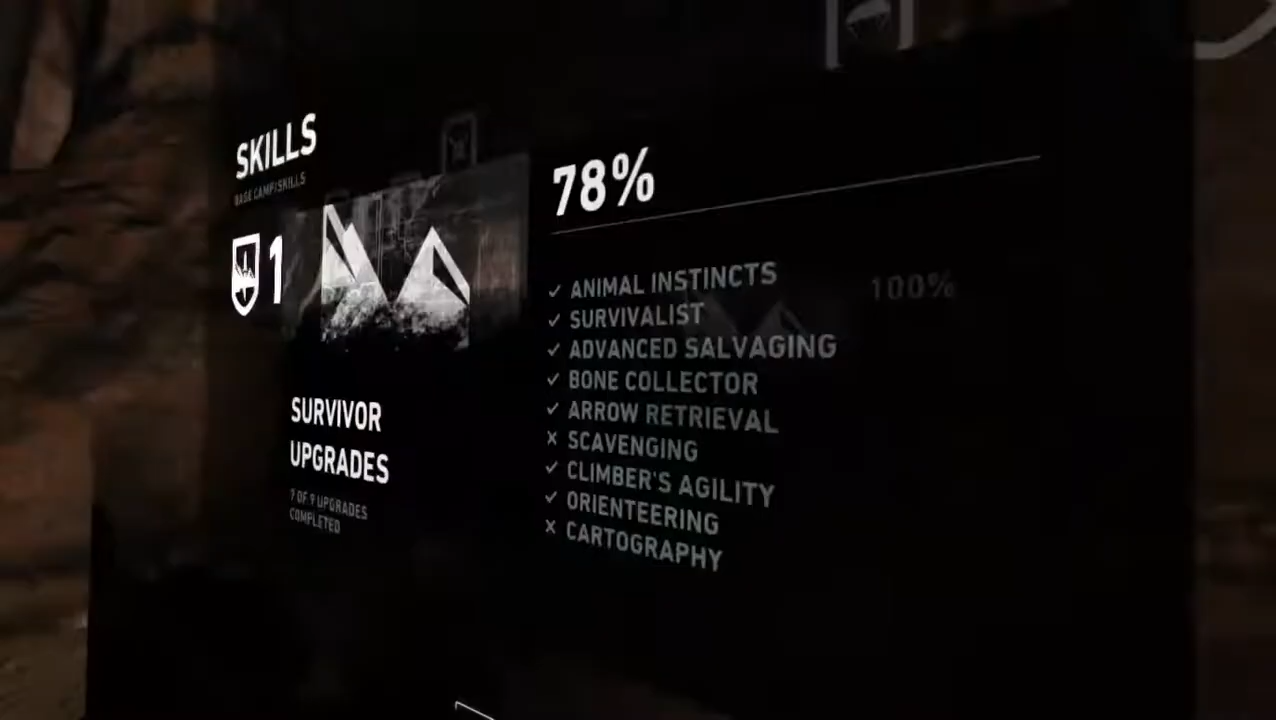 SKILLS
BASE CAMP/SKILLS
1
78%
100%
ANIMAL INSTINCTS
SURVIVALIST
ADVANCED SALVAGING
BONE COLLECTOR
ARROW RETRIEVAL
SCAVENGING
CLIMBER'S AGILITY
ORIENTEERING
CARTOGRAPHY
SURVIVOR
UPGRADES
7 OF 9 UPGRADES
COMPLETED